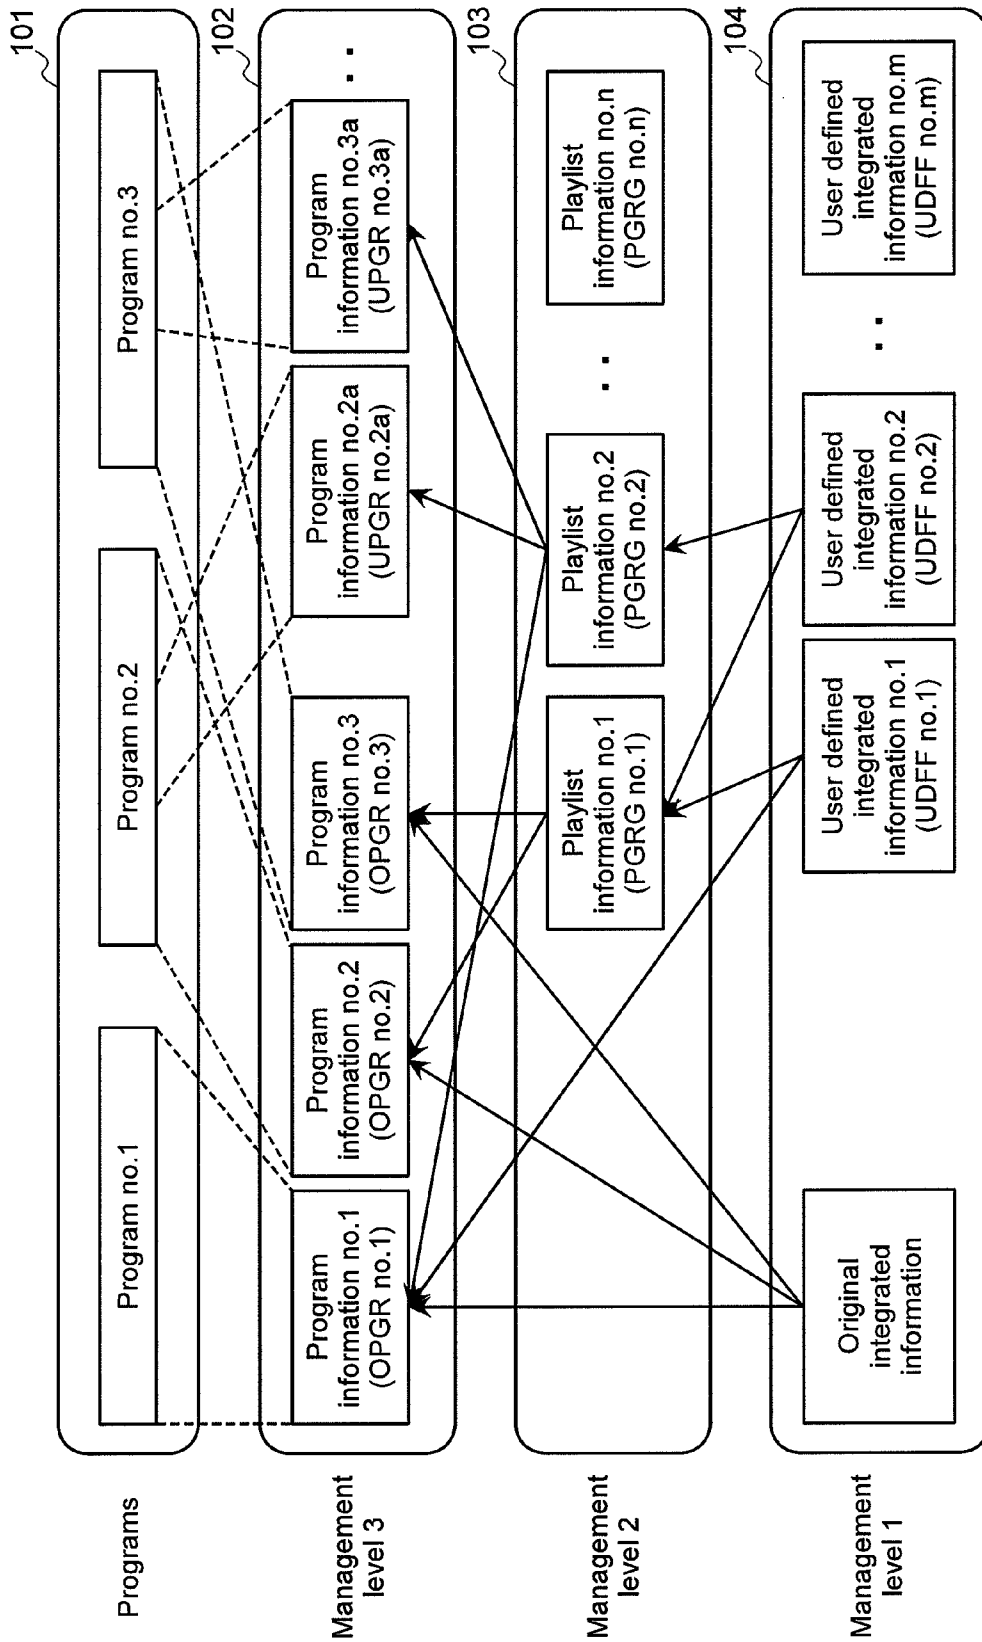 Programs
101
Program no.1
Program no.2
Program no.3
Management
level 3
102
Program
information no.1
(OPGR no.1)
Program
information no.2
(OPGR no.2)
Program
information no.3
(OPGR no.3)
Program
information no.2a
(UPGR no.2a)
Program
information no.3a
(UPGR no.3a)
. .
Management
level 2
103
Playlist
information no.1
(PGRG no.1)
Playlist
information no.2
(PGRG no.2)
. .
Playlist
information no.n
(PGRG no.n)
Management
level 1
104
Original
integrated
information
User defined
integrated
information no.1
(UDFF no.1)
User defined
integrated
information no.2
(UDFF no.2)
. .
User defined
integrated
information no.m
(UDFF no.m)